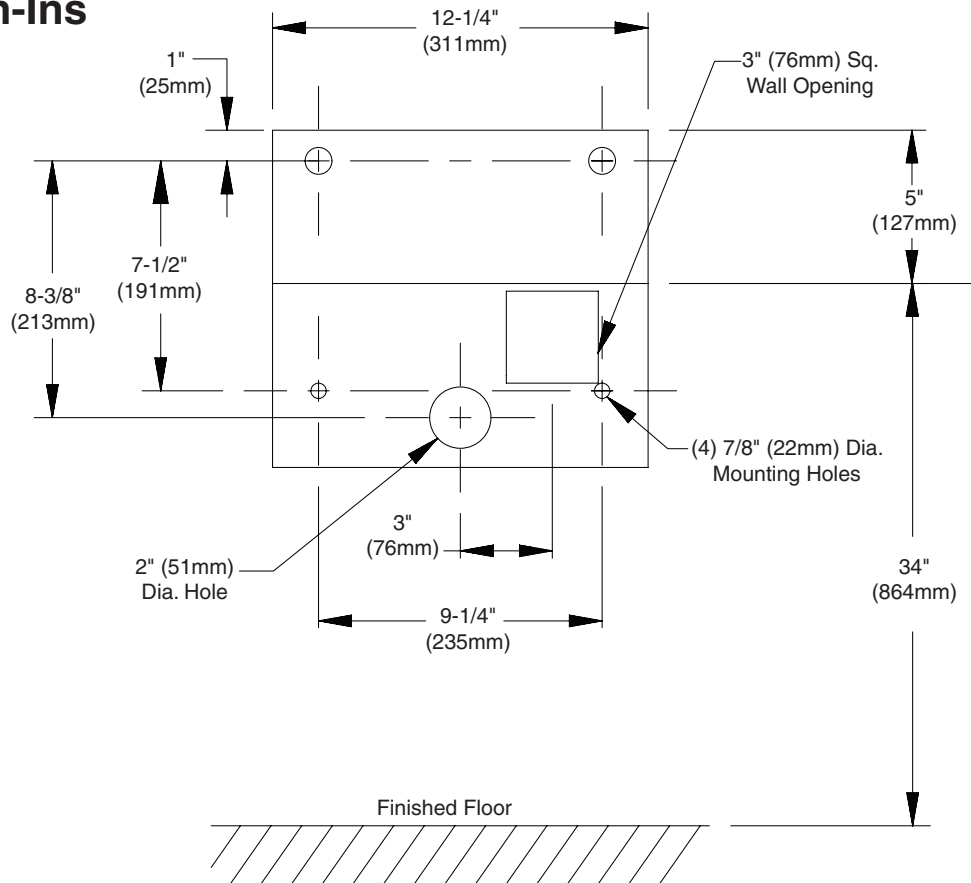 n-Ins
12-1/4"
(311mm)
1"
(25mm)
3" (76mm) Sq.
Wall Opening
5"
(127mm)
7-1/2"
(191mm)
8-3/8"
(213mm)
(4) 7/8" (22mm) Dia.
Mounting Holes
3"
(76mm)
2" (51mm)
Dia. Hole
34"
(864mm)
9-1/4"
(235mm)
Finished Floor